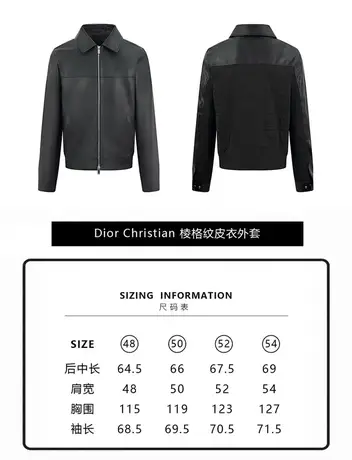 Dior Christian 棱格纹皮衣外套
SIZING INFORMATION
尺码表
SIZE 48 50 52 54
后中长 64.5 66 67.5 69
肩宽 48 50 52 54
胸围 115 119 123 127
袖长 68.5 69.5 70.5 71.5